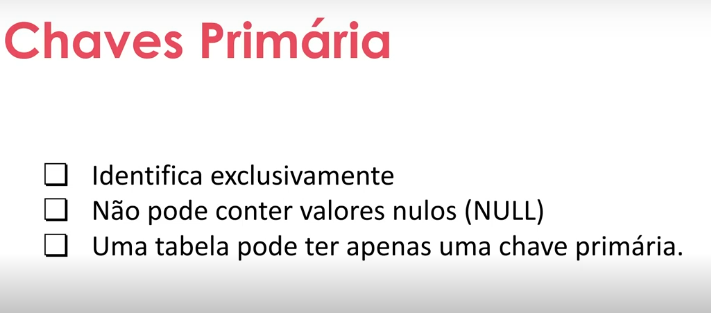 Chaves Primária
Identifica exclusivamente
Não pode conter valores nulos (NULL)
Uma tabela pode ter apenas uma chave primária.